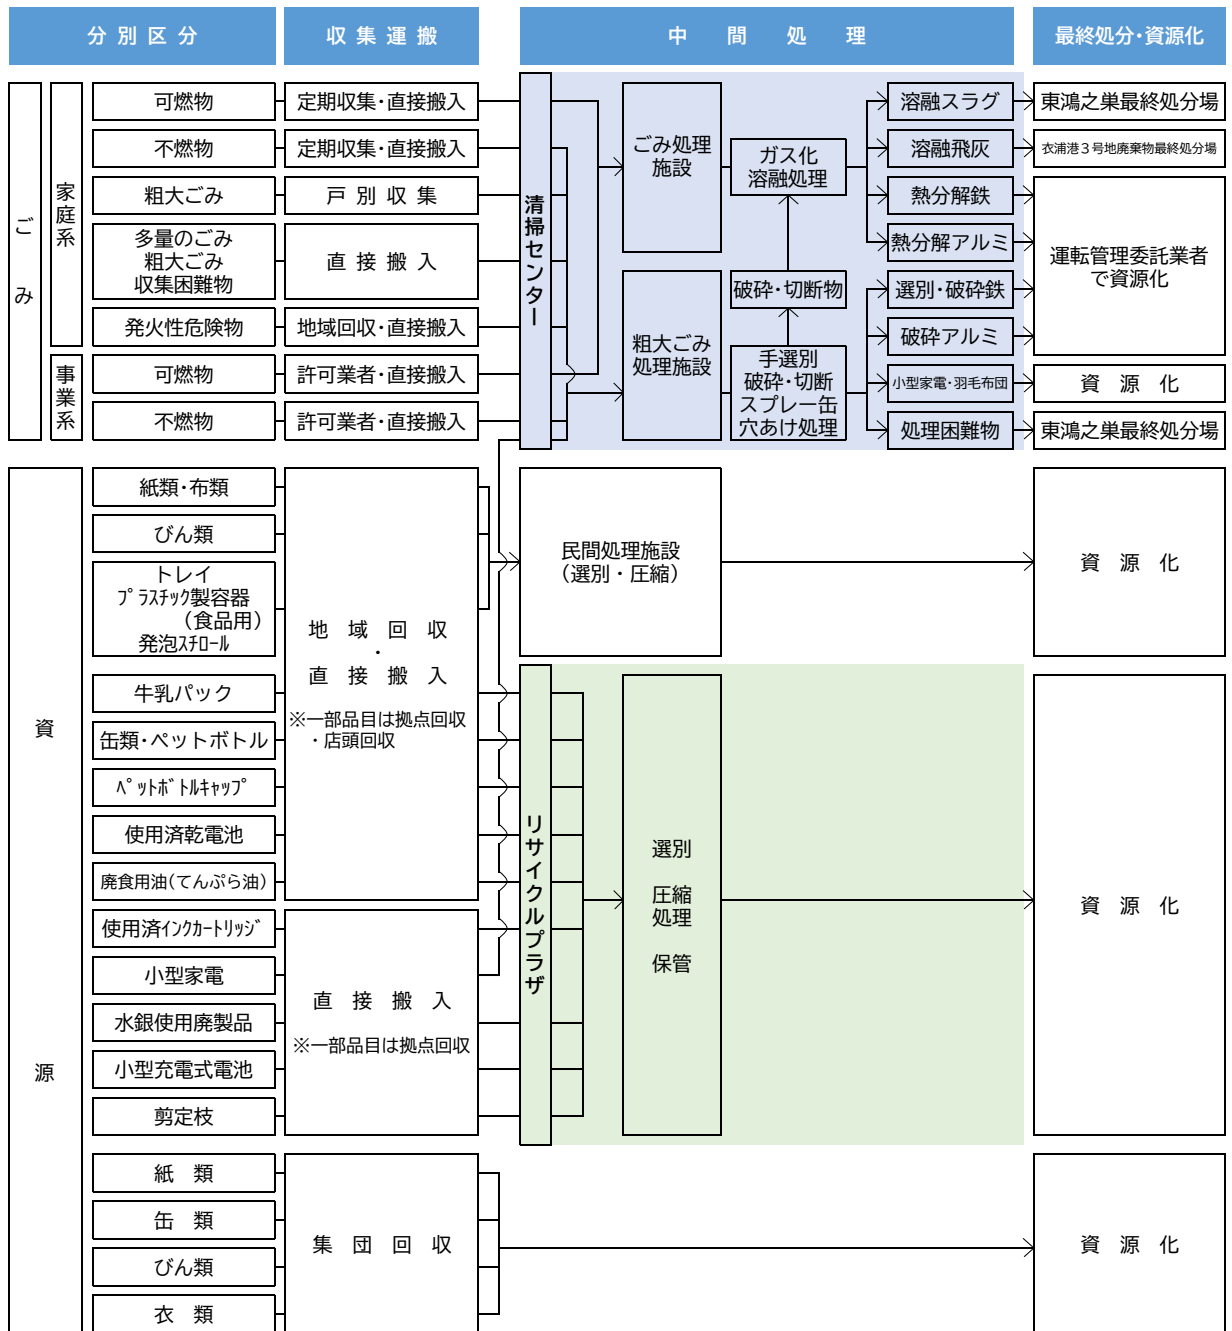 分別区分
収集運搬
中間処理
最終処分・資源化
ごみ
家庭系
可燃物
定期収集・直接搬入
不燃物
定期収集・直接搬入
粗大ごみ
戸別収集
多量のごみ
粗大ごみ
収集困難物
直接搬入
発火性危険物
地域回収・直接搬入
事業系
可燃物
許可業者・直接搬入
不燃物
許可業者・直接搬入
清掃センター
ごみ処理
施設
ガス化
溶融処理
破砕・切断物
粗大ごみ
処理施設
手選別
破砕・切断
スプレー缶
穴あけ処理
溶融スラグ
東鴻之巣最終処分場
溶融飛灰
衣浦港3号地廃棄物最終処分場
熱分解鉄
熱分解アルミ
選別・破砕鉄
破砕アルミ
運転管理委託業者
で資源化
小型家電・羽毛布団
資源化
処理困難物
東鴻之巣最終処分場
資源
紙類・布類
びん類
トレイ
プラスチック製容器
(食品用)
発泡スチロール
牛乳パック
缶類・ペットボトル
ペットボトルキャップ
使用済乾電池
廃食用油(てんぷら油)
地域回収
・
直接搬入
※一部品目は拠点回収
・店頭回収
民間処理施設
(選別・圧縮)
資源化
使用済インクカートリッジ
小型家電
水銀使用廃製品
小型充電式電池
剪定枝
直接搬入
※一部品目は拠点回収
リサイクルプラザ
選別
圧縮
処理
保管
資源化
紙類
缶類
びん類
衣類
集団回収
資源化